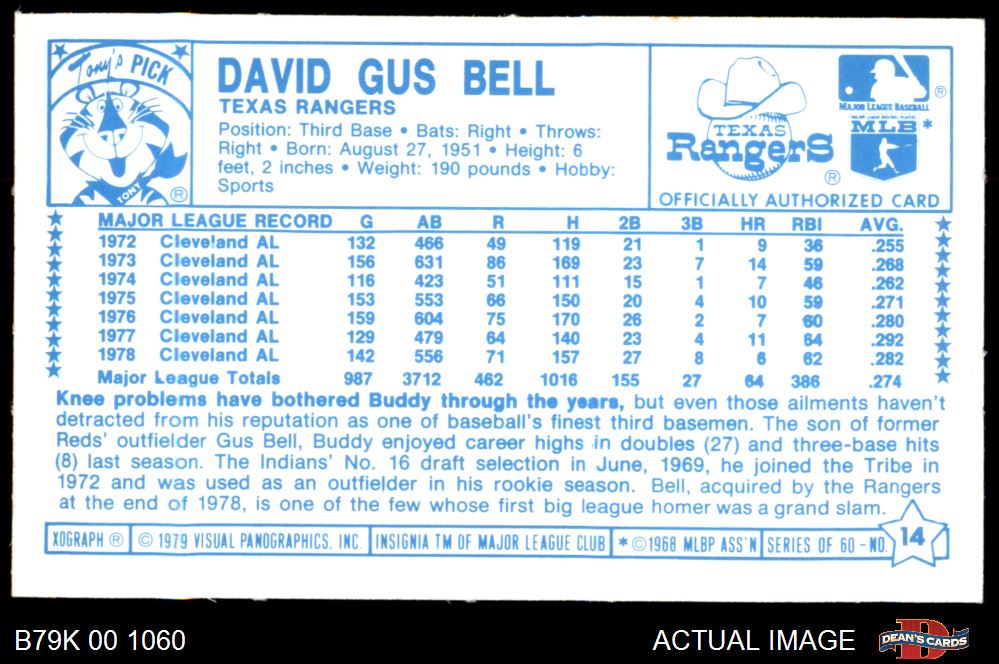 Tony's PICK
TONY
®
DAVID GUS BELL
TEXAS RANGERS
Position: Third Base • Bats: Right • Throws:
Right • Born: August 27, 1951 • Height: 6
feet, 2 inches • Weight: 190 pounds • Hobby:
Sports
TEXAS
RangerS
®
MAJOR LEAGUE BASEBALL
®
MAJOR LEAGUE BASEBALL PLAYERS
MLB *
OFFICIALLY AUTHORIZED CARD
MAJOR LEAGUE RECORD G AB R H 2B 3B HR RBI AVG.
1972 Cleveland AL 132 466 49 119 21 1 9 36 .255
1973 Cleveland AL 156 631 86 169 23 7 14 59 .268
1974 Cleveland AL 116 423 51 111 15 1 7 46 .262
1975 Cleveland AL 153 553 66 150 20 4 10 59 .271
1976 Cleveland AL 159 604 75 170 26 2 7 60 .280
1977 Cleveland AL 129 479 64 140 23 4 11 64 .292
1978 Cleveland AL 142 556 71 157 27 8 6 62 .282
Major League Totals 987 3712 462 1016 155 27 64 386 .274
Knee problems have bothered Buddy through the years, but even those ailments haven't
detracted from his reputation as one of baseball's finest third basemen. The son of former
Reds' outfielder Gus Bell, Buddy enjoyed career highs in doubles (27) and three-base hits
(8) last season. The Indians' No. 16 draft selection in June, 1969, he joined the Tribe in
1972 and was used as an outfielder in his rookie season. Bell, acquired by the Rangers
at the end of 1978, is one of the few whose first big league homer was a grand slam.
XOGRAPH ® © 1979 VISUAL PANOGRAPHICS, INC. INSIGNIA TM OF MAJOR LEAGUE CLUB * © 1968 MLBP ASS'N SERIES OF 60 - NO. 14
B79K 00 1060
ACTUAL IMAGE
DEAN'S CARDS